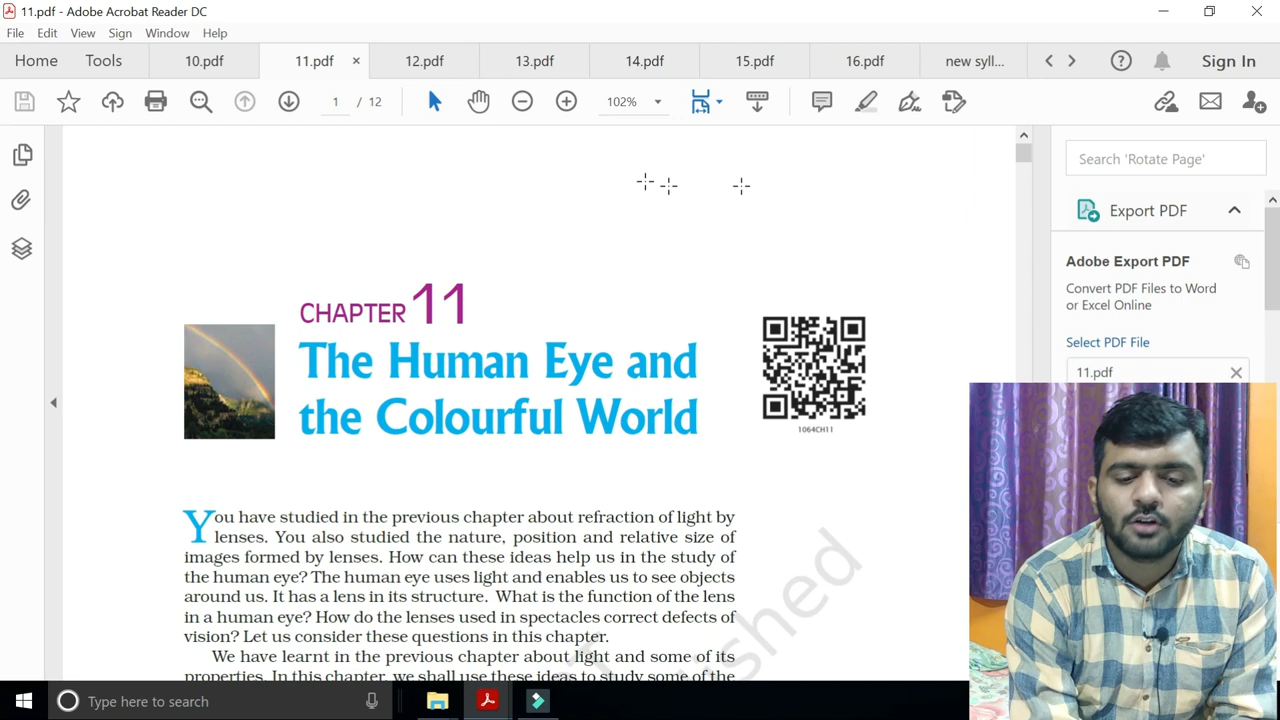 11.pdf - Adobe Acrobat Reader DC
File Edit View Sign Window Help
Home Tools 10.pdf 11.pdf × 12.pdf 13.pdf 14.pdf 15.pdf 16.pdf new syll... Sign In
1 / 12 102%
Search 'Rotate Page'
Export PDF
Adobe Export PDF
Convert PDF Files to Word
or Excel Online
Select PDF File
11.pdf
CHAPTER 11
The Human Eye and
the Colourful World
1064CH11
You have studied in the previous chapter about refraction of light by
lenses. You also studied the nature, position and relative size of
images formed by lenses. How can these ideas help us in the study of
the human eye? The human eye uses light and enables us to see objects
around us. It has a lens in its structure. What is the function of the lens
in a human eye? How do the lenses used in spectacles correct defects of
vision? Let us consider these questions in this chapter.
We have learnt in the previous chapter about light and some of its
properties. In this chapter, we shall use these ideas to study some of the
Type here to search